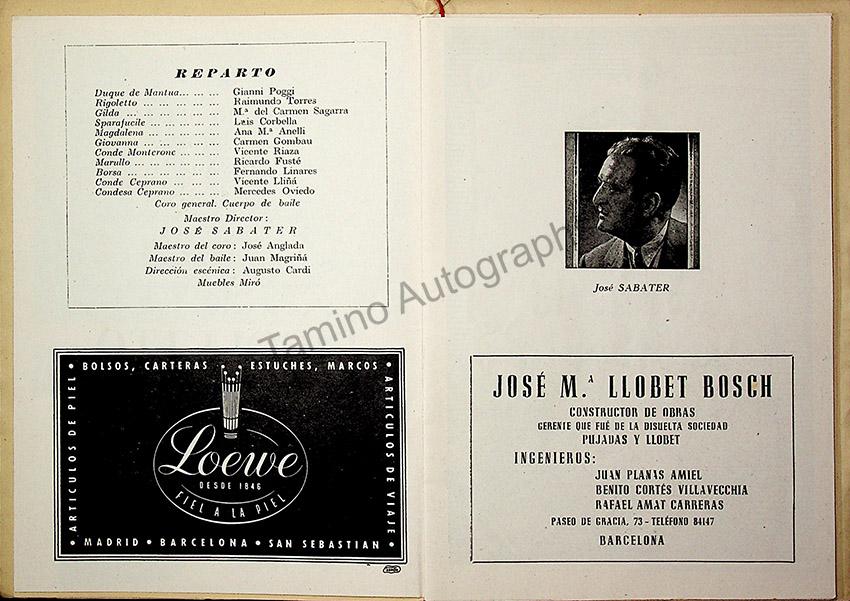 REPARTO
Duque de Mantua... ... ... Gianni Poggi
Rigoletto ... ... ... ... ... Raimundo Torres
Gilda ... ... ... ... ... ... M.ª del Carmen Sagarra
Sparafucile ... ... ... ... Luis Corbella
Magdalena ... ... ... ... ... Ana M.ª Anelli
Giovanna ... ... ... ... ... Carmen Gombau
Conde Monterone ... ... ... Vicente Riaza
Marullo ... ... ... ... ... Ricardo Fusté
Borsa ... ... ... ... ... ... Fernando Linares
Conde Ceprano ... ... ... Vicente Lliñá
Condesa Ceprano ... ... ... Mercedes Oviedo
Coro general. Cuerpo de baile
Maestro Director:
JOSÉ SABATER
Maestro del coro: José Anglada
Maestro del baile: Juan Magriñá
Dirección escénica: Augusto Cardi
Muebles Miró
• BOLSOS, CARTERAS • ESTUCHES, MARCOS •
ARTICULOS DE PIEL
ARTICULOS DE VIAJE
Loewe
DESDE 1846
FIEL A LA PIEL
• MADRID • BARCELONA • SAN SEBASTIAN •
José SABATER
JOSÉ M.ª LLOBET BOSCH
CONSTRUCTOR DE OBRAS
GERENTE QUE FUÉ DE LA DISUELTA SOCIEDAD
PUJADAS Y LLOBET
INGENIEROS:
JUAN PLANAS AMIEL
BENITO CORTÉS VILLAVECCHIA
RAFAEL AMAT CARRERAS
PASEO DE GRACIA, 73 - TELÉFONO 84147
BARCELONA
Tamino Autograph